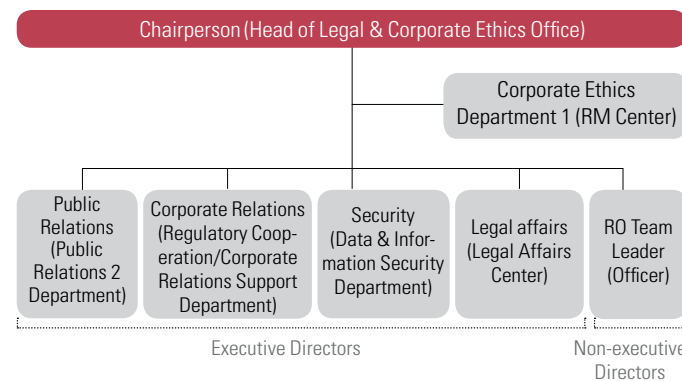 Chairperson (Head of Legal & Corporate Ethics Office)
Corporate Ethics
Department 1 (RM Center)
Public
Relations
(Public
Relations 2
Department)
Corporate Relations
(Regulatory Coop-
eration/Corporate
Relations Support
Department)
Security
(Data & Infor-
mation Security
Department)
Legal affairs
(Legal Affairs
Center)
RO Team
Leader
(Officer)
Executive Directors
Non-executive
Directors